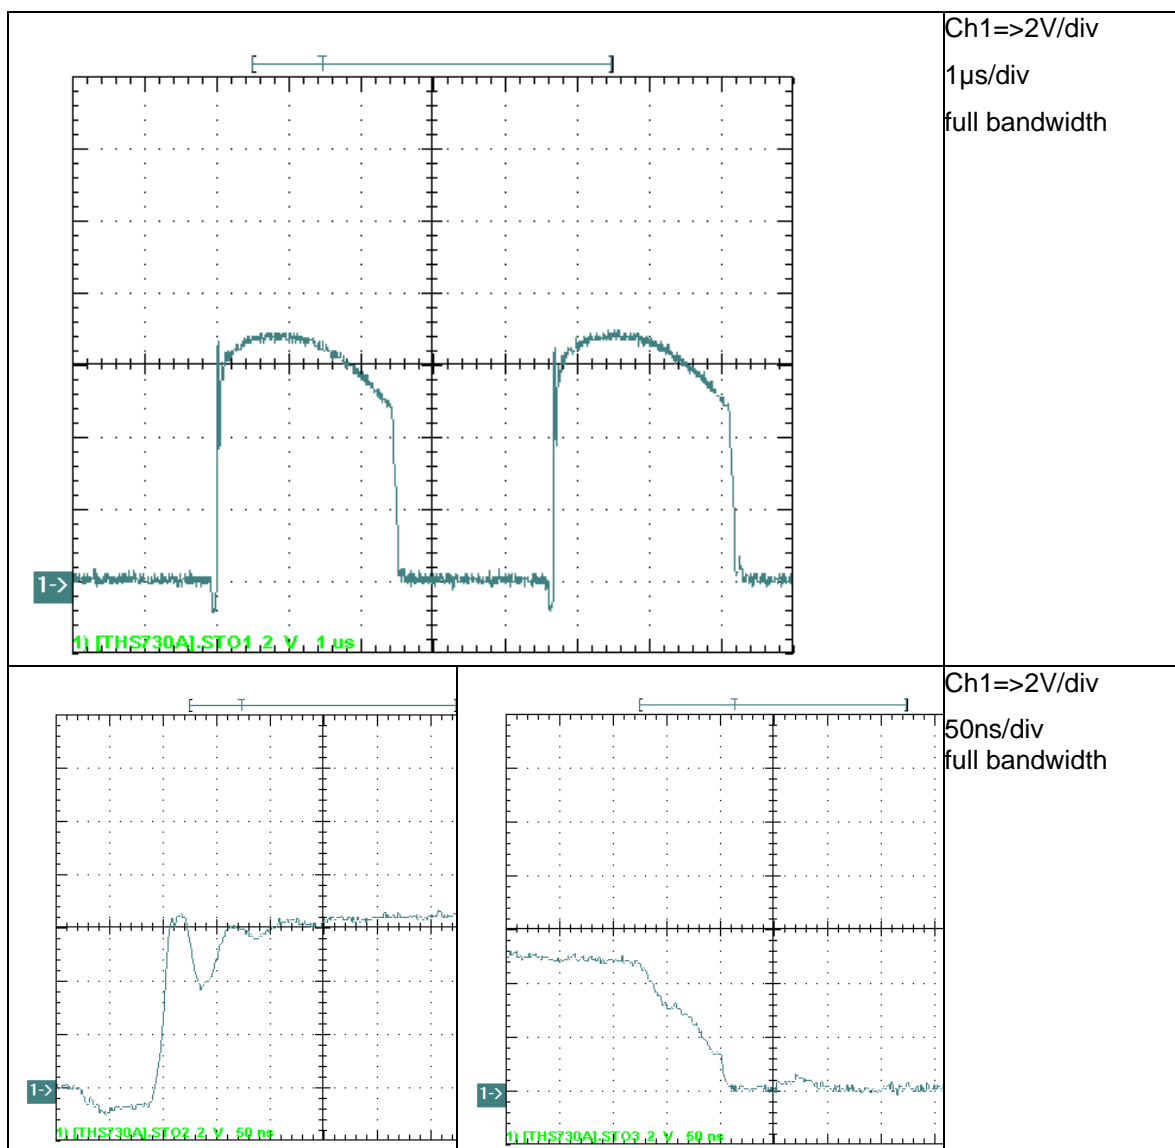 Ch1=>2V/div
1µs/div
full bandwidth
T
1->
1) [THS730A].STO1 2 V 1 us
Ch1=>2V/div
50ns/div
full bandwidth
T
1->
1) [THS730A].STO2 2 V 50 ns
T
1->
1) [THS730A].STO3 2 V 50 ns